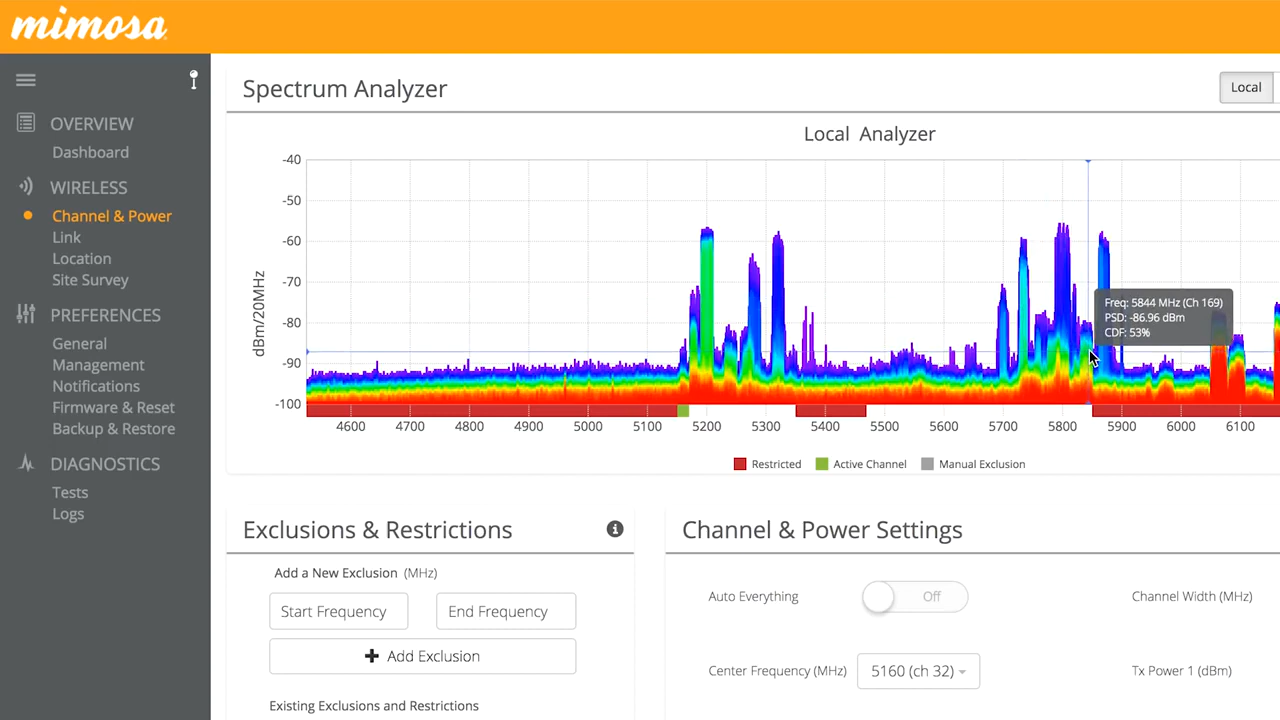 mimosa
Spectrum Analyzer
Local
Local Analyzer
-40
-50
-60
-70
-80
-90
-100
dBm/20MHz
Freq: 5844 MHz (Ch 169)
PSD: -86.96 dBm
CDF: 53%
4600 4700 4800 4900 5000 5100 5200 5300 5400 5500 5600 5700 5800 5900 6000 6100
Restricted Active Channel Manual Exclusion
OVERVIEW
Dashboard
WIRELESS
Channel & Power
Link
Location
Site Survey
PREFERENCES
General
Management
Notifications
Firmware & Reset
Backup & Restore
DIAGNOSTICS
Tests
Logs
Exclusions & Restrictions
Add a New Exclusion (MHz)
Start Frequency End Frequency
Add Exclusion
Existing Exclusions and Restrictions
Channel & Power Settings
Auto Everything Off Channel Width (MHz)
Center Frequency (MHz) 5160 (ch 32) Tx Power 1 (dBm)